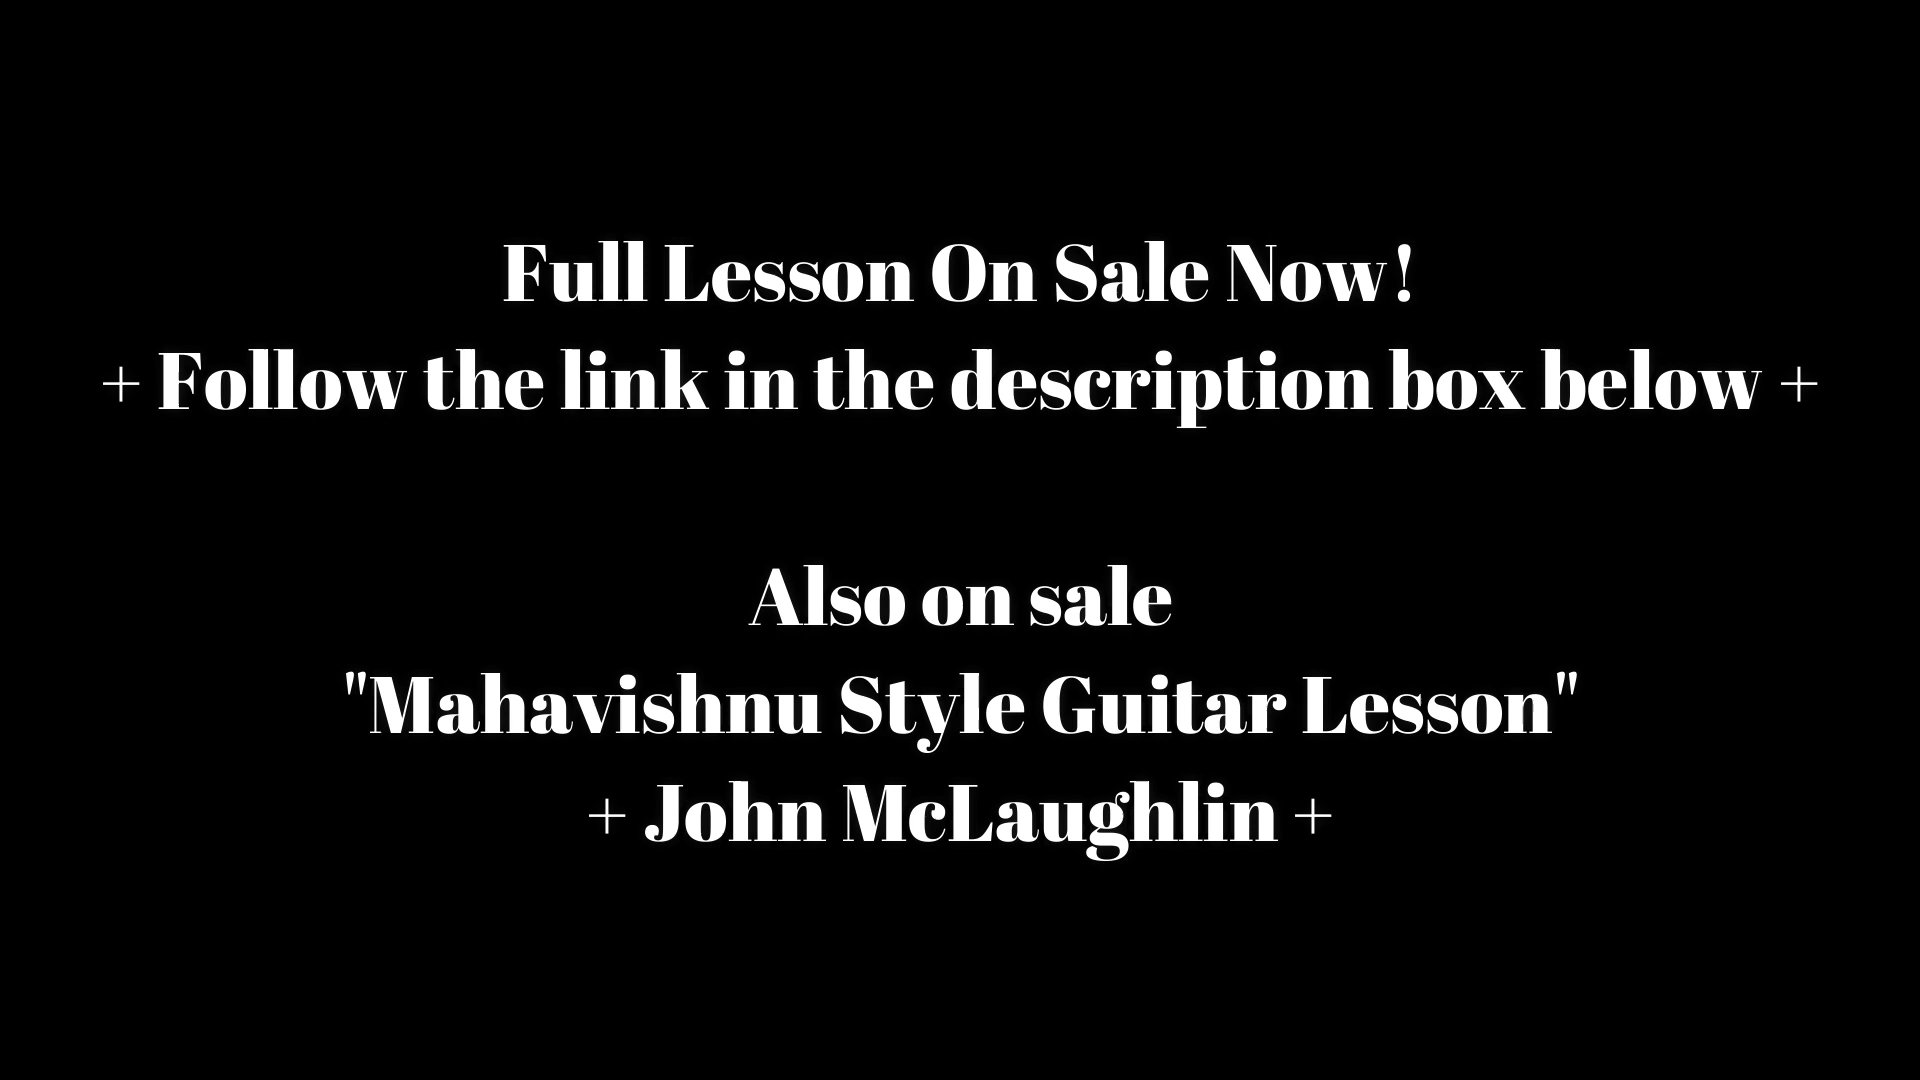 Full Lesson On Sale Now!
+ Follow the link in the description box below +
Also on sale
"Mahavishnu Style Guitar Lesson"
+ John McLaughlin +